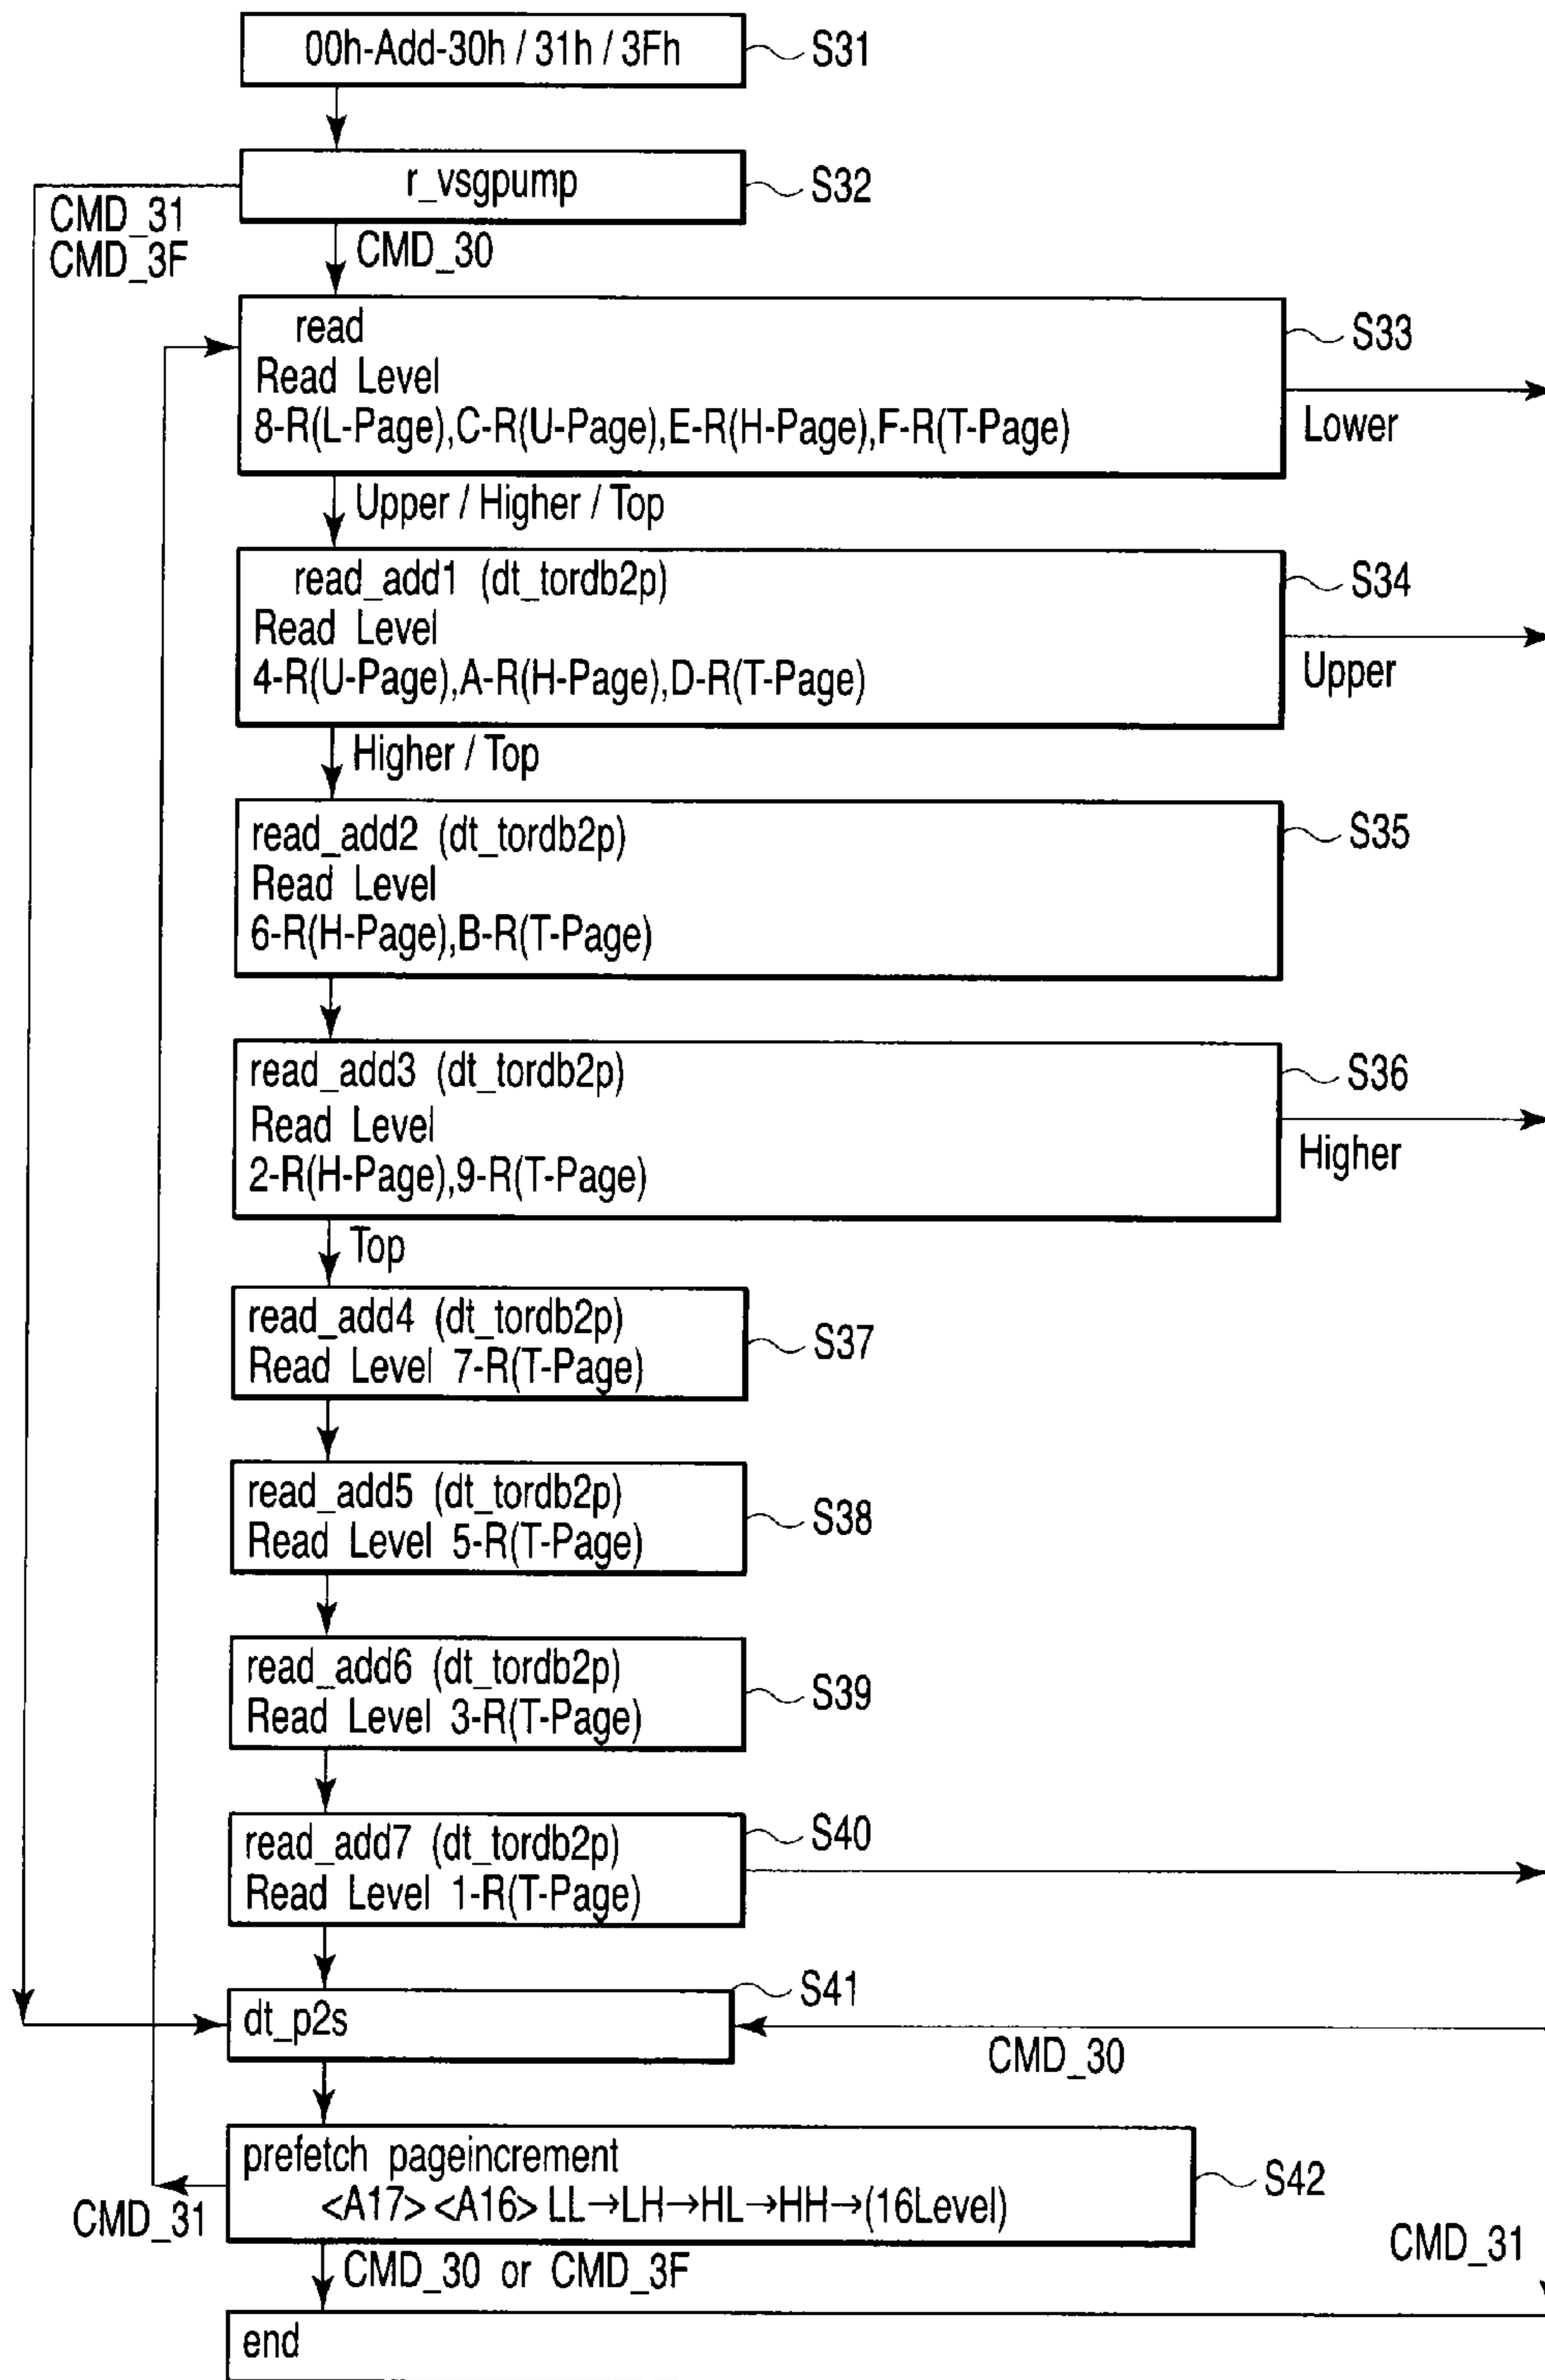 00h-Add-30h / 31h / 3Fh
S31
r_vsgpump
S32
CMD_31
CMD_3F
CMD_30
read
Read Level
8-R(L-Page),C-R(U-Page),E-R(H-Page),F-R(T-Page)
S33
Lower
Upper / Higher / Top
read_add1 (dt_tordb2p)
Read Level
4-R(U-Page),A-R(H-Page),D-R(T-Page)
S34
Upper
Higher / Top
read_add2 (dt_tordb2p)
Read Level
6-R(H-Page),B-R(T-Page)
S35
read_add3 (dt_tordb2p)
Read Level
2-R(H-Page),9-R(T-Page)
S36
Higher
Top
read_add4 (dt_tordb2p)
Read Level 7-R(T-Page)
S37
read_add5 (dt_tordb2p)
Read Level 5-R(T-Page)
S38
read_add6 (dt_tordb2p)
Read Level 3-R(T-Page)
S39
read_add7 (dt_tordb2p)
Read Level 1-R(T-Page)
S40
dt_p2s
S41
CMD_30
prefetch pageincrement
<A17><A16> LL→LH→HL→HH→(16Level)
S42
CMD_31
CMD_31
CMD_30 or CMD_3F
end